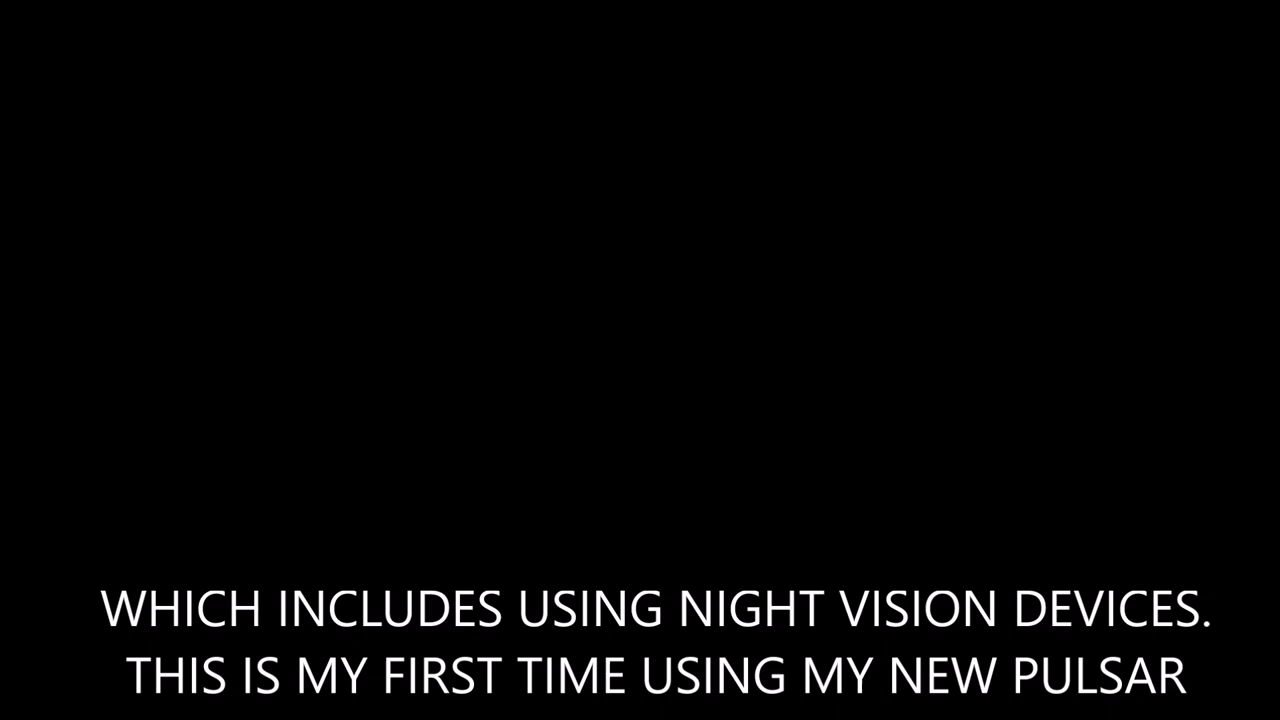 WHICH INCLUDES USING NIGHT VISION DEVICES.
THIS IS MY FIRST TIME USING MY NEW PULSAR